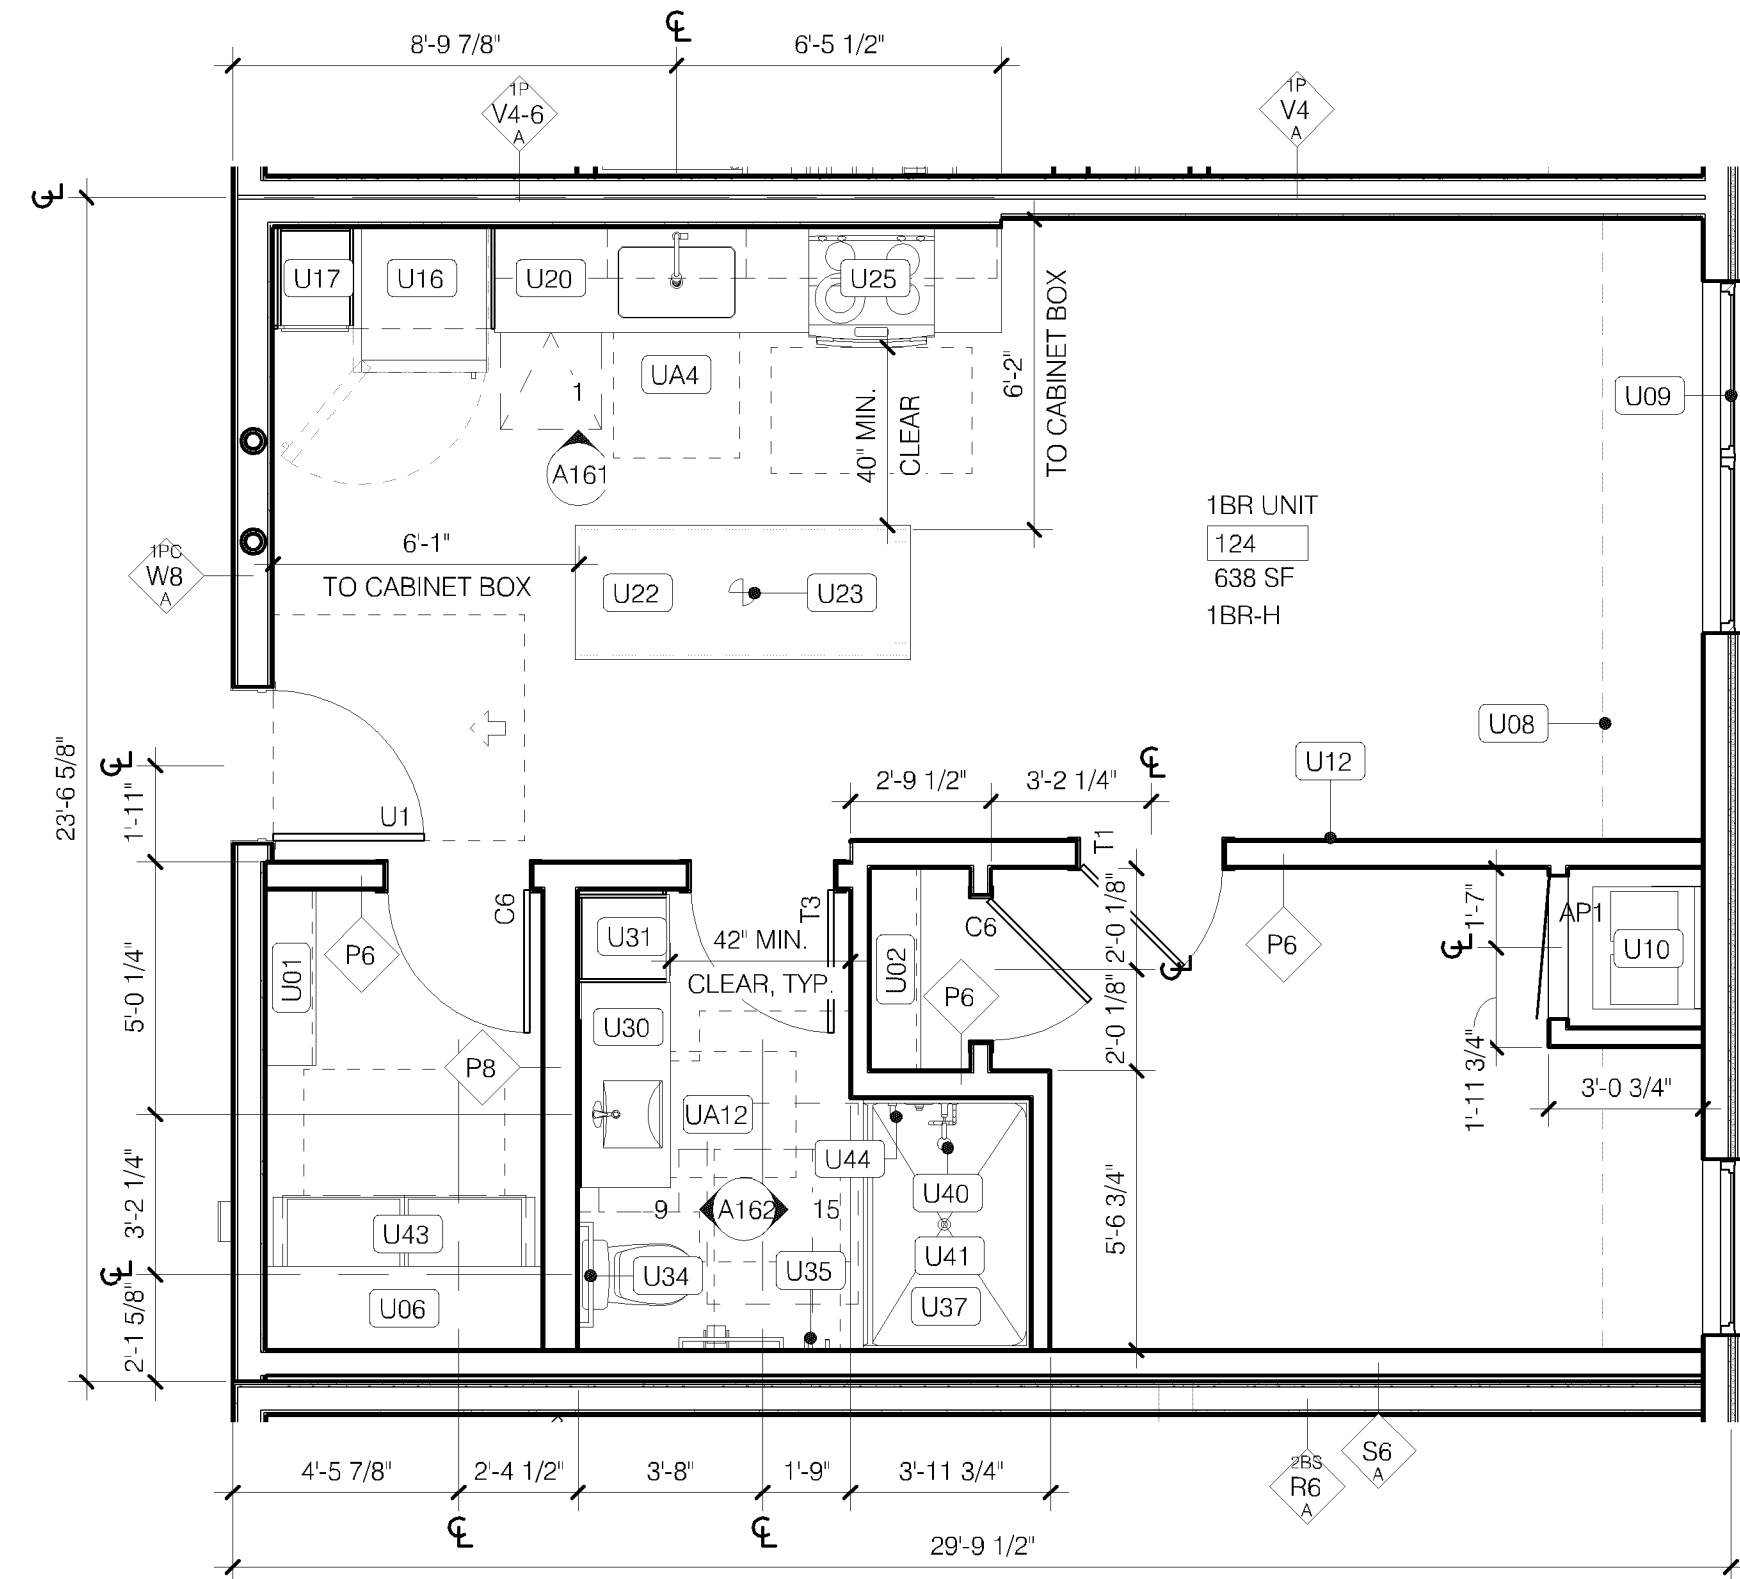 8'-9 7/8"
6'-5 1/2"
1P
V4-6
A
1P
V4
A
U17
U16
U20
U25
UA4
1
A161
40" MIN.
CLEAR
6'-2"
TO CABINET BOX
U09
1BR UNIT
124
638 SF
1BR-H
6'-1"
TO CABINET BOX
U22
U23
1PC
W8
A
U08
U12
23'-6 5/8"
1'-11"
U1
2'-9 1/2"
3'-2 1/4"
T1
C6
T3
C6
P6
U01
U31
42" MIN.
CLEAR, TYP.
U02
P6
2'-0 1/8"
2'-0 1/8"
P6
1'-7"
AP1
U10
1'-11 3/4"
3'-0 3/4"
5'-0 1/4"
U30
P8
UA12
U44
U40
9
A162
15
U41
U43
U34
U35
U37
U06
3'-2 1/4"
2'-1 5/8"
5'-6 3/4"
4'-5 7/8"
2'-4 1/2"
3'-8"
1'-9"
3'-11 3/4"
2BS
R6
A
S6
A
29'-9 1/2"